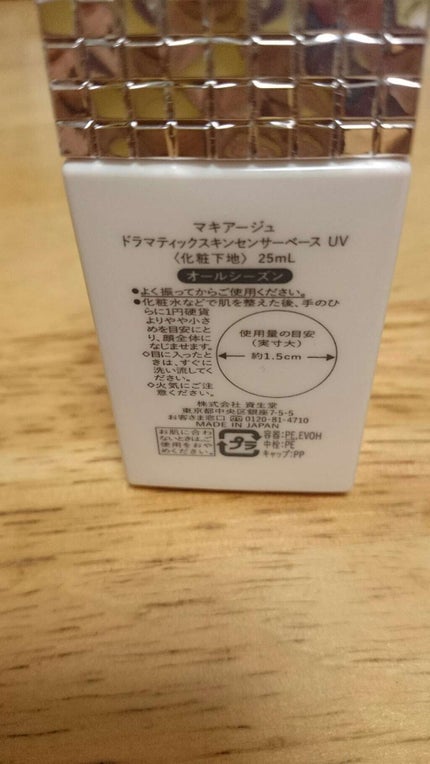 マキアージュ
ドラマティックスキンセンサーベース UV
〈化粧下地〉 25mL
オールシーズン
●よく振ってからご使用ください。
●化粧水などで肌を整えた後、手のひ
らに1円硬貨
よりやや小さ
めを目安にと
り、顔全体に
なじませます。
◇目に入ったと
きは、すぐに
洗い流してく
ださい。
◇火気にご注
意ください。
使用量の目安
(実寸大)
約1.5cm
株式会社 資生堂
東京都中央区銀座7-5-5
お客さま窓口 0120-81-4710
MADE IN JAPAN
お肌に合わ
ないときは、ご
使用をおや
めください。
プラ
容器:PE,EVOH
中栓:PE
キャップ:PP